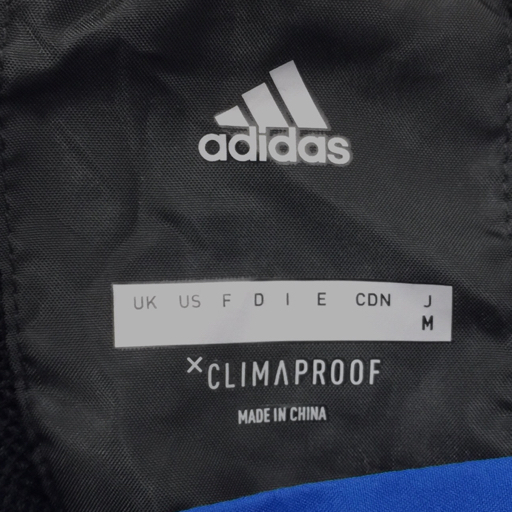 adidas
UK US F D I E CDN J
M
×CLIMAPROOF
MADE IN CHINA